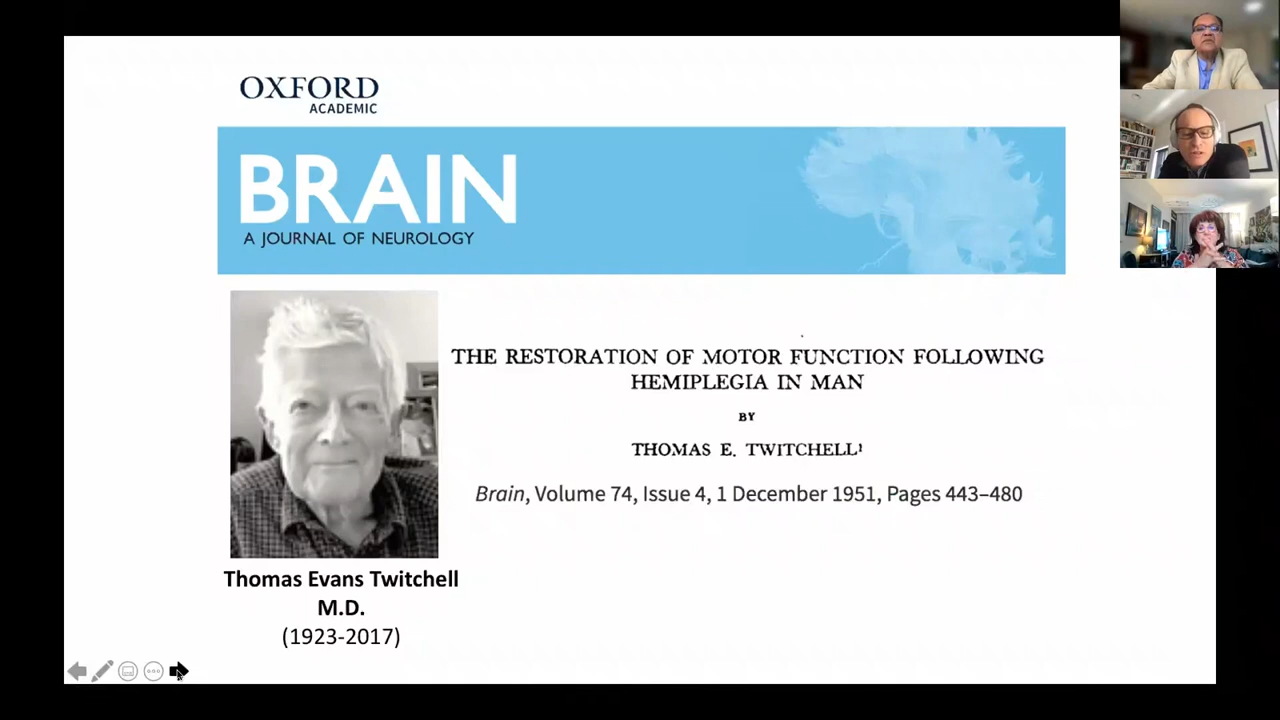 OXFORD
ACADEMIC
BRAIN
A JOURNAL OF NEUROLOGY
THE RESTORATION OF MOTOR FUNCTION FOLLOWING
HEMIPLEGIA IN MAN
BY
THOMAS E. TWITCHELL¹
Brain, Volume 74, Issue 4, 1 December 1951, Pages 443–480
Thomas Evans Twitchell
M.D.
(1923-2017)